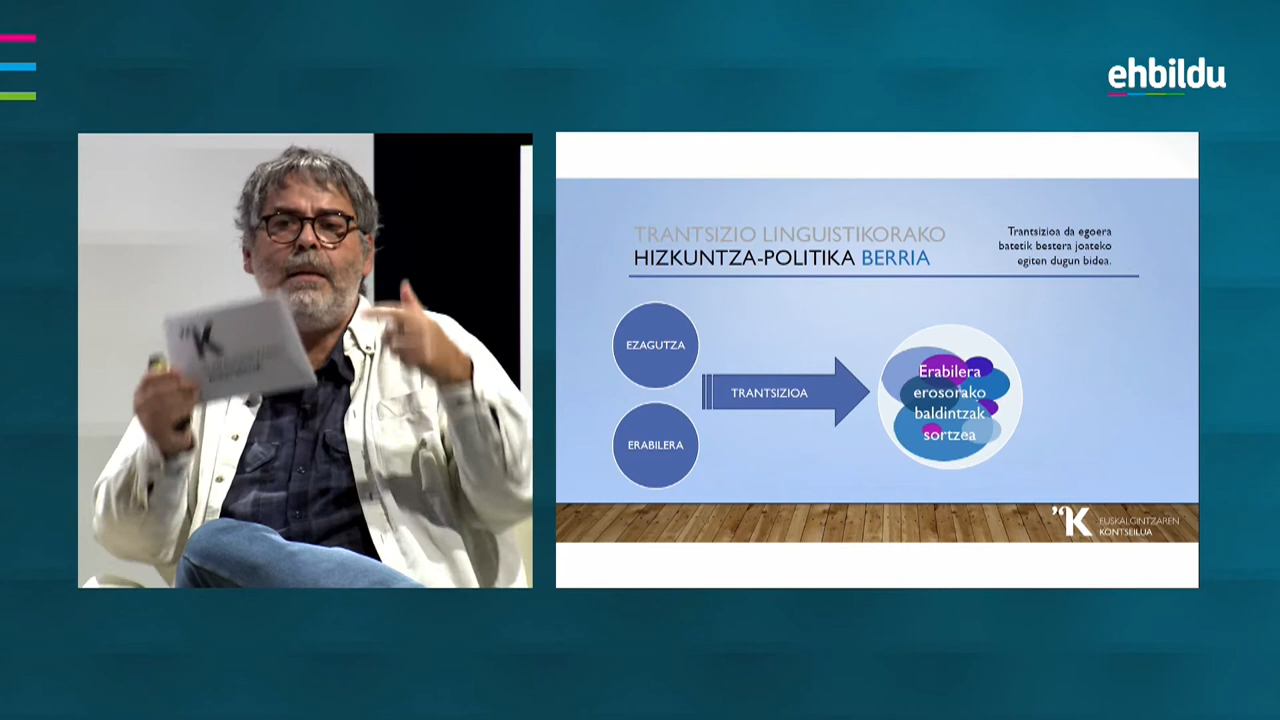 ehbildu
TRANTSIZIO LINGUISTIKORAKO
HIZKUNTZA-POLITIKA BERRIA
Trantsizioa da egoera
batetik bestera joateko
egiten dugun bidea.
EZAGUTZA
ERABILERA
TRANTSIZIOA
Erabilera
erosorako
baldintzak
sortzea
"K
EUSKALGINTZAREN
KONTSEILUA
"K